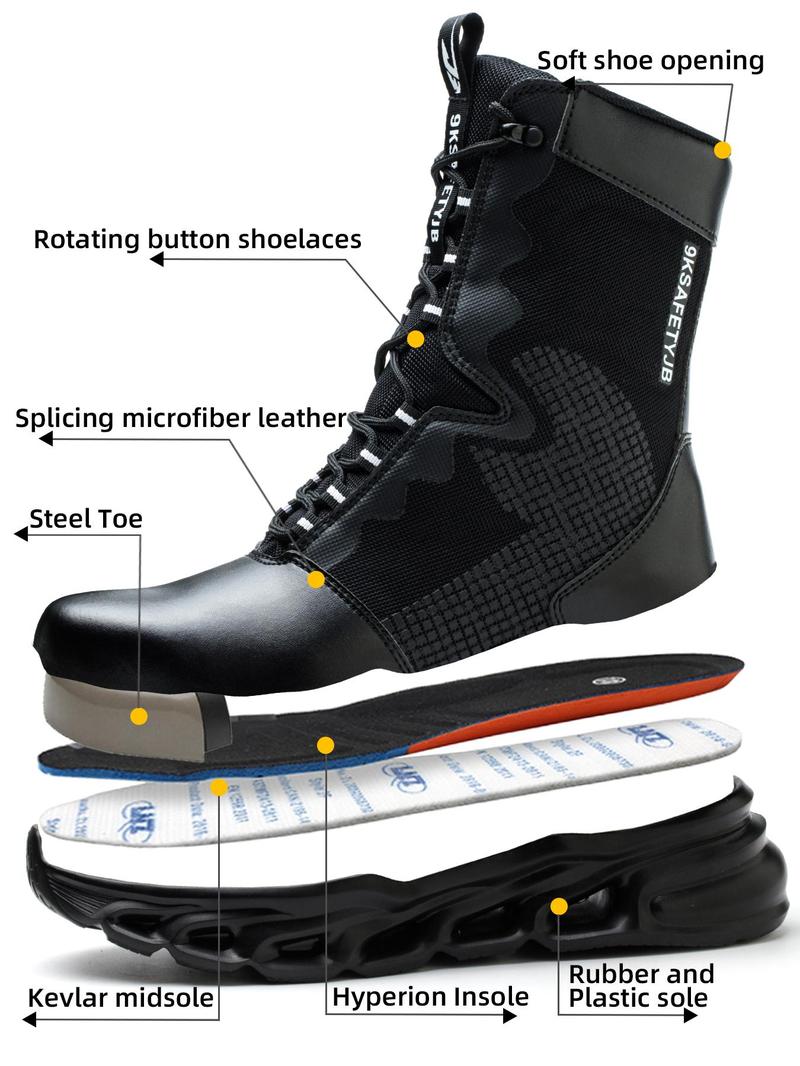 Soft shoe opening
9KSAFETYJB
Rotating button shoelaces
9KSAFETYJB
Splicing microfiber leather
Steel Toe
Kevlar midsole
Hyperion Insole
Rubber and
Plastic sole